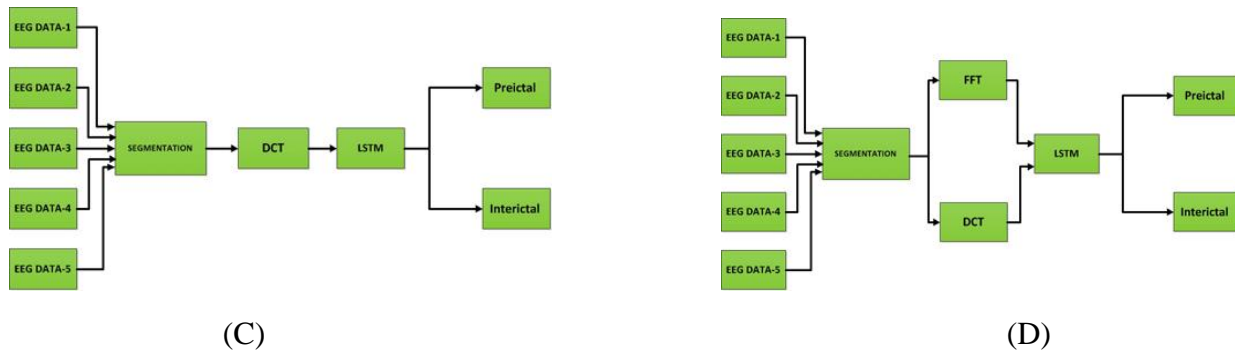 EEG DATA-1
EEG DATA-2
EEG DATA-3
EEG DATA-4
EEG DATA-5
SEGMENTATION
DCT
LSTM
Preictal
Interictal
(C)
EEG DATA-1
EEG DATA-2
EEG DATA-3
EEG DATA-4
EEG DATA-5
SEGMENTATION
FFT
DCT
LSTM
Preictal
Interictal
(D)